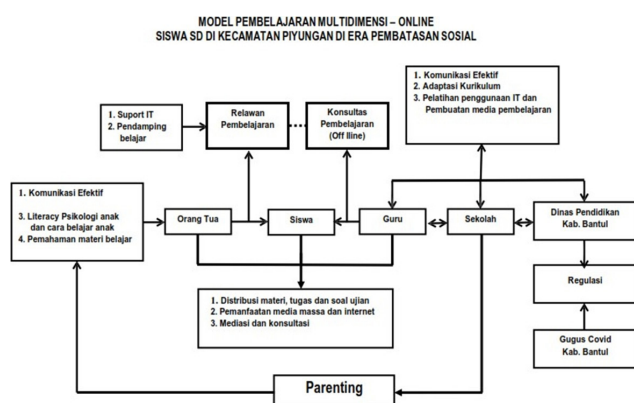 MODEL PEMBELAJARAN MULTIDIMENSI – ONLINE
SISWA SD DI KECAMATAN PIYUNGAN DI ERA PEMBATASAN SOSIAL
1. Komunikasi Efektif
2. Adaptasi Kurikulum
3. Pelatihan penggunaan IT dan
Pembuatan media pembelajaran
1. Suport IT
2. Pendamping
belajar
Relawan
Pembelajaran
Konsultas
Pembelajaran
(Off lline)
1. Komunikasi Efektif
3. Literacy Psikologi anak
dan cara belajar anak
4. Pemahaman materi belajar
Orang Tua
Siswa
Guru
Sekolah
Dinas Pendidikan
Kab. Bantul
1. Distribusi materi, tugas dan soal ujian
2. Pemanfaatan media massa dan internet
3. Mediasi dan konsultasi
Regulasi
Gugus Covid
Kab. Bantul
Parenting